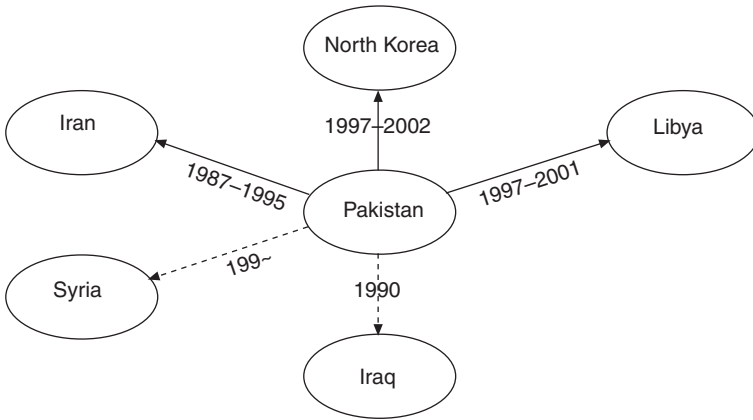 North Korea
Iran
Libya
1997–2002
1987–1995
1997–2001
Pakistan
199~
Syria
1990
Iraq